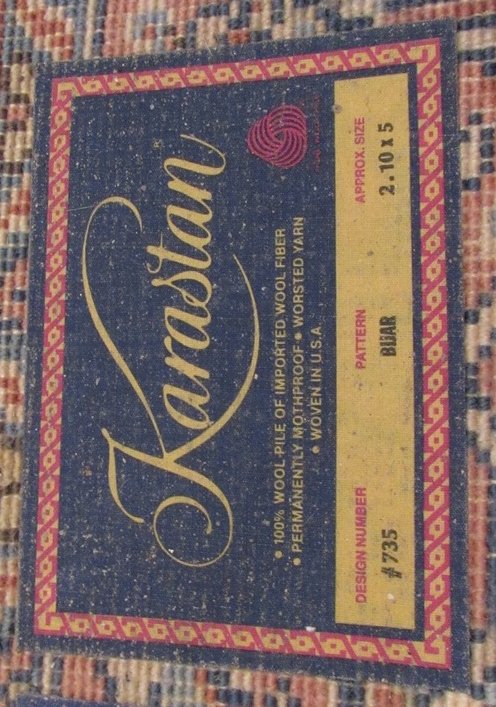 Karastan
• 100% WOOL PILE OF IMPORTED WOOL FIBER
• PERMANENTLY MOTHPROOF • WORSTED YARN
• WOVEN IN U.S.A.
DESIGN NUMBER PATTERN APPROX. SIZE
#735 BIJAR 2.10 x 5